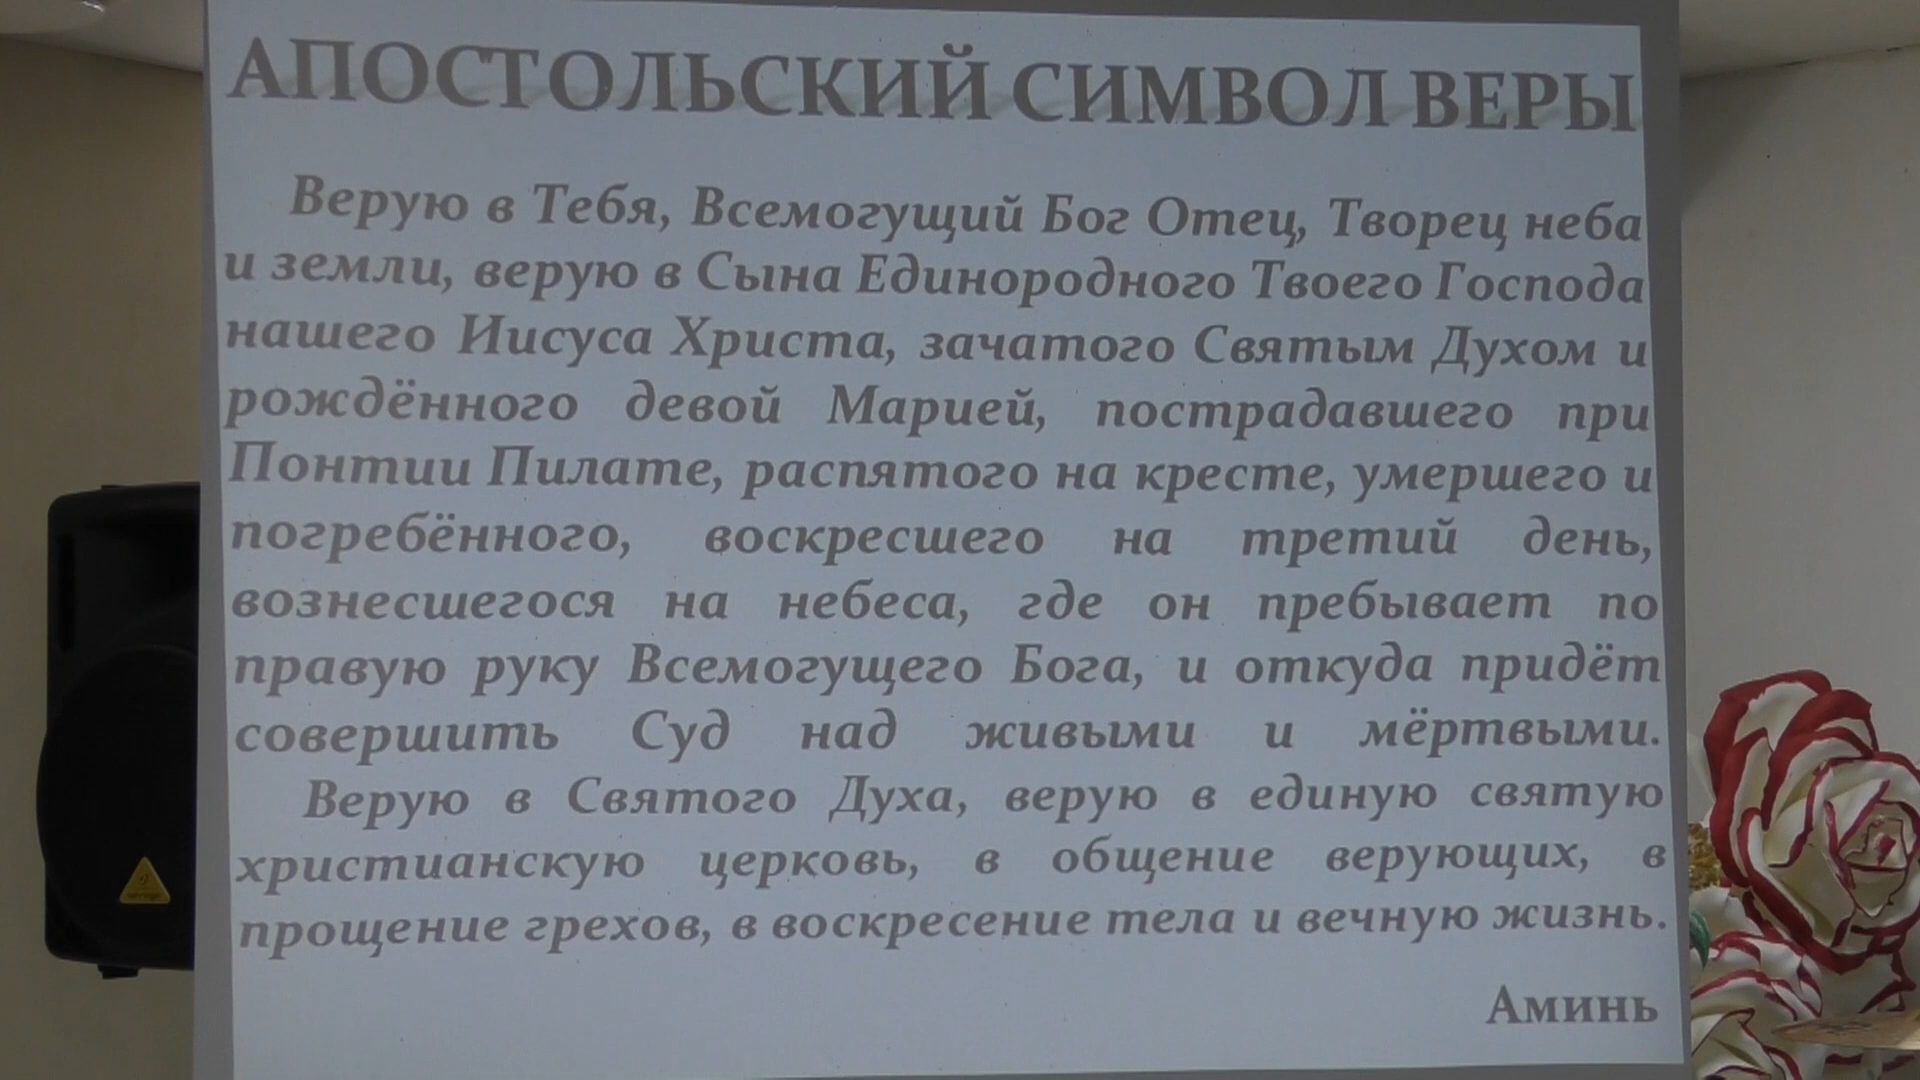 АПОСТОЛЬСКИЙ СИМВОЛ ВЕРЫ
Верую в Тебя, Всемогущий Бог Отец, Творец неба
и земли, верую в Сына Единородного Твоего Господа
нашего Иисуса Христа, зачатого Святым Духом и
рождённого девой Марией, пострадавшего при
Понтии Пилате, распятого на кресте, умершего и
погребённого, воскресшего на третий день,
вознесшегося на небеса, где он пребывает по
правую руку Всемогущего Бога, и откуда придёт
совершить Суд над живыми и мёртвыми.
Верую в Святого Духа, верую в единую святую
христианскую церковь, в общение верующих, в
прощение грехов, в воскресение тела и вечную жизнь.
Аминь